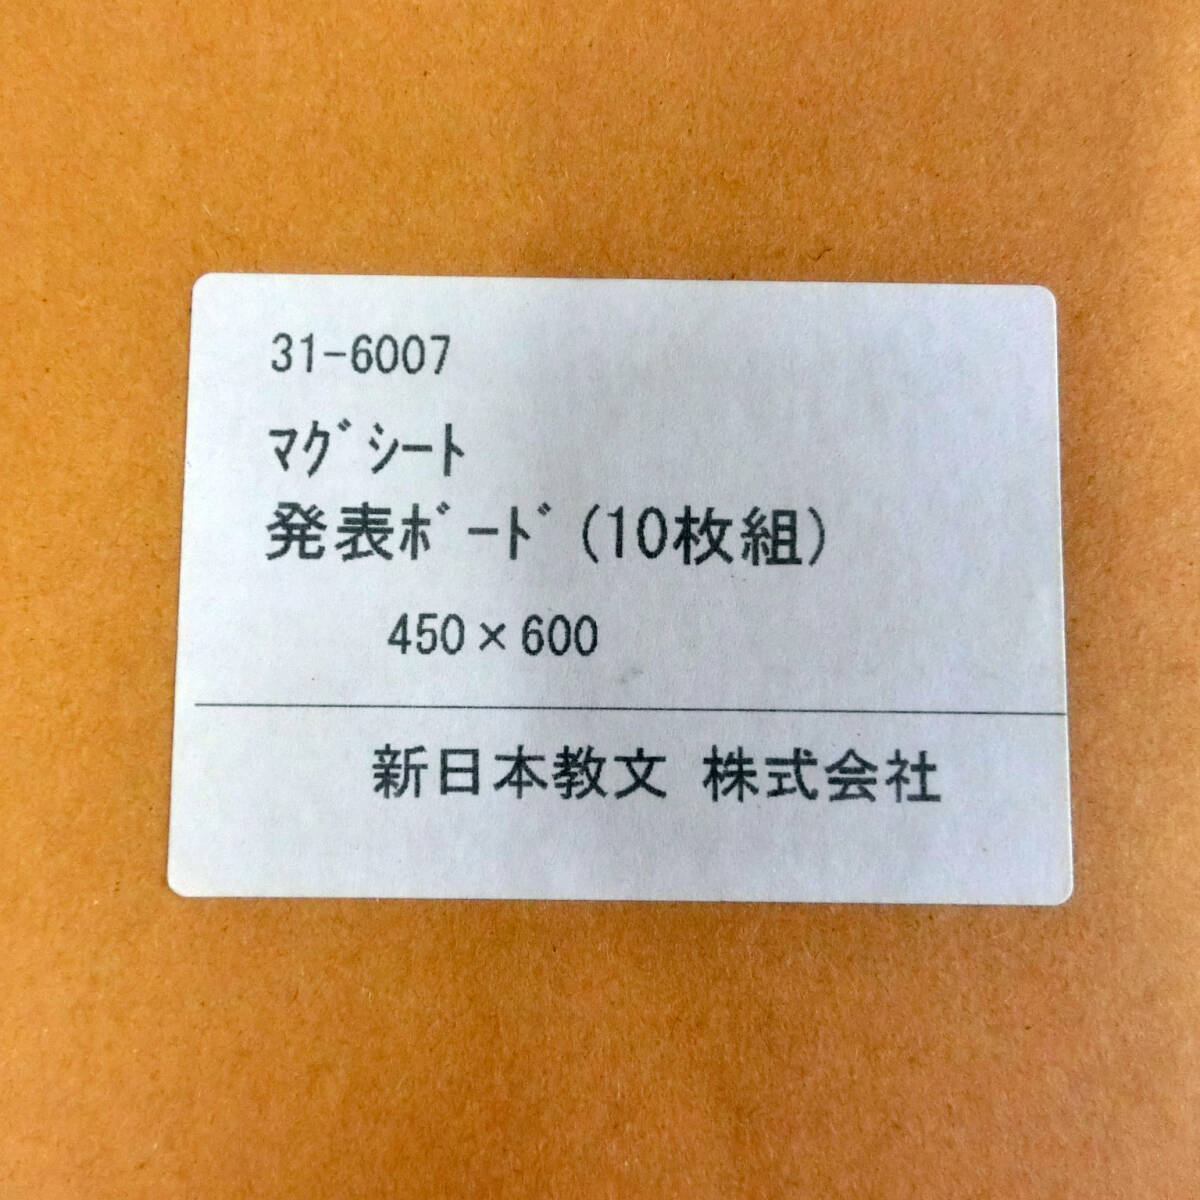 31-6007
ﾏｸﾞｼｰﾄ
発表ﾎﾞｰﾄﾞ(10枚組)
450×600
新日本教文 株式会社